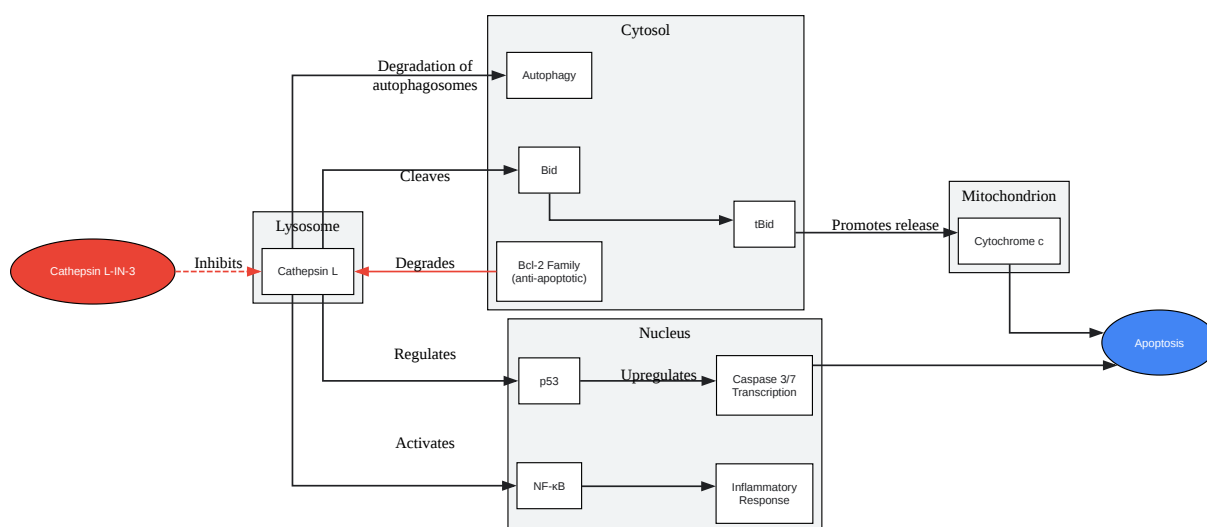 Cytosol
Degradation of
autophagosomes
Autophagy
Cleaves
Bid
tBid
Promotes release
Mitochondrion
Cytochrome c
Lysosome
Cathepsin L-IN-3
Inhibits
Cathepsin L
Degrades
Bcl-2 Family
(anti-apoptotic)
Nucleus
Apoptosis
Regulates
p53
Upregulates
Caspase 3/7
Transcription
Activates
NF-κB
Inflammatory
Response